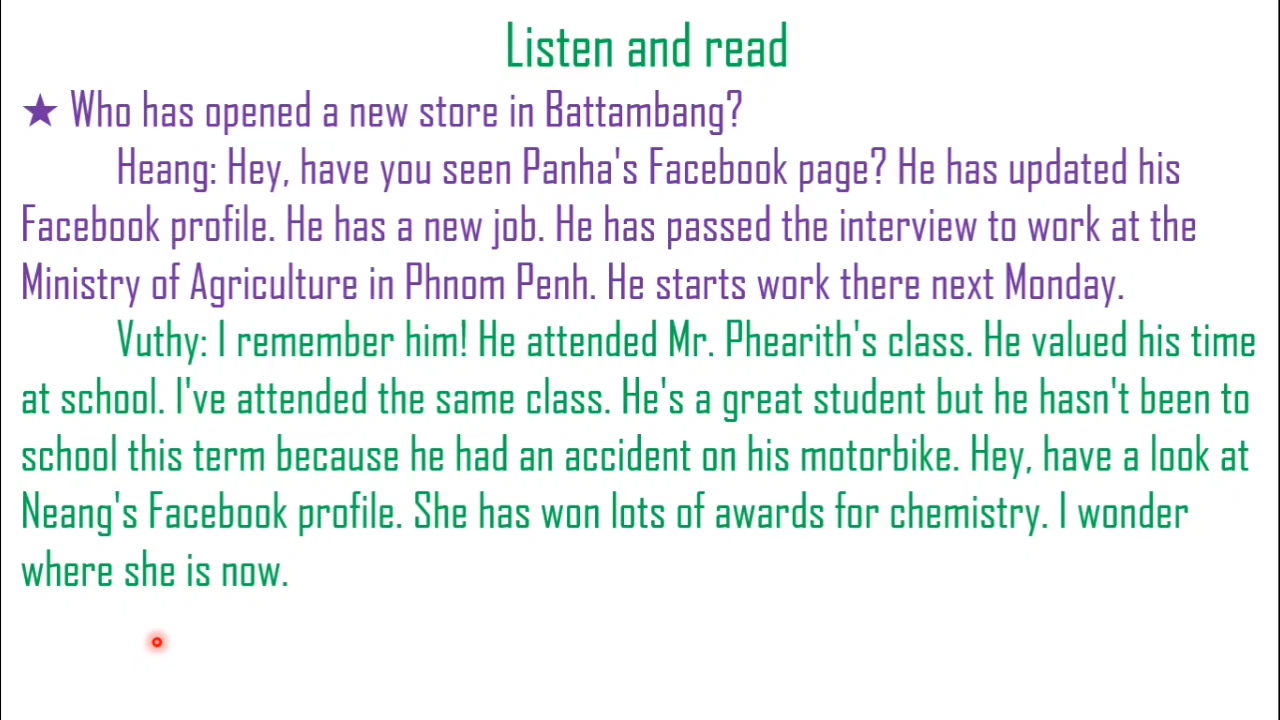 Listen and read
★ Who has opened a new store in Battambang?
Heang: Hey, have you seen Panha's Facebook page? He has updated his
Facebook profile. He has a new job. He has passed the interview to work at the
Ministry of Agriculture in Phnom Penh. He starts work there next Monday.
Vuthy: I remember him! He attended Mr. Phearith's class. He valued his time
at school. I've attended the same class. He's a great student but he hasn't been to
school this term because he had an accident on his motorbike. Hey, have a look at
Neang's Facebook profile. She has won lots of awards for chemistry. I wonder
where she is now.